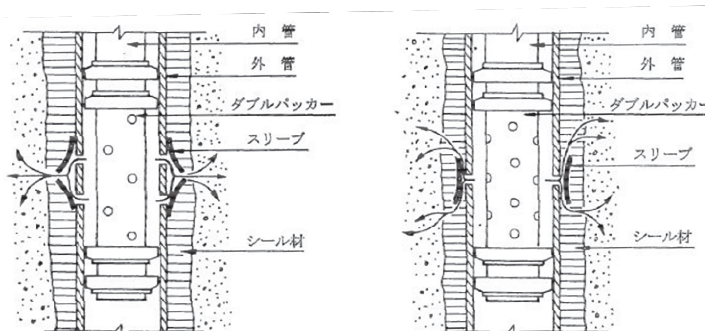 内管
外管
ダブルパッカー
スリーブ
シール材
内管
外管
ダブルパッカー
スリーブ
シール材